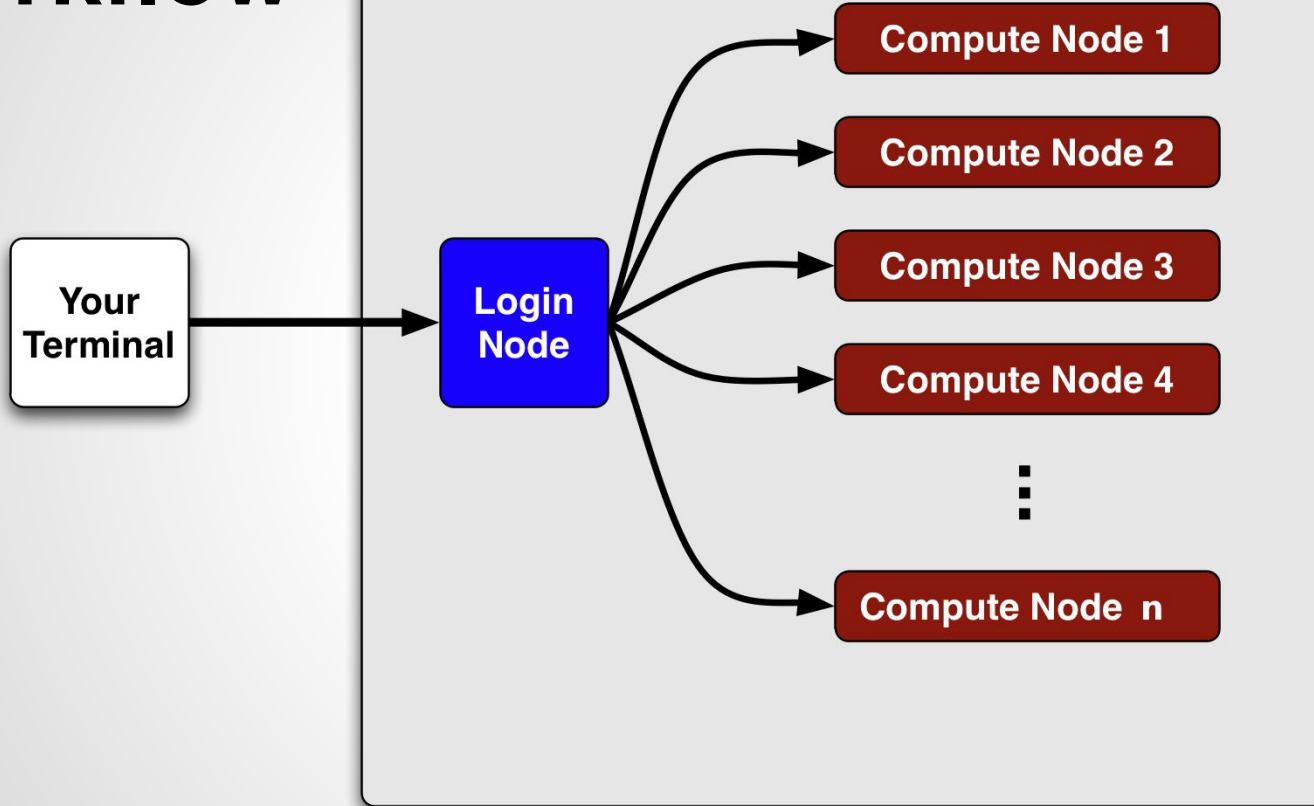 Your
Terminal
Login
Node
Compute Node 1
Compute Node 2
Compute Node 3
Compute Node 4
Compute Node n